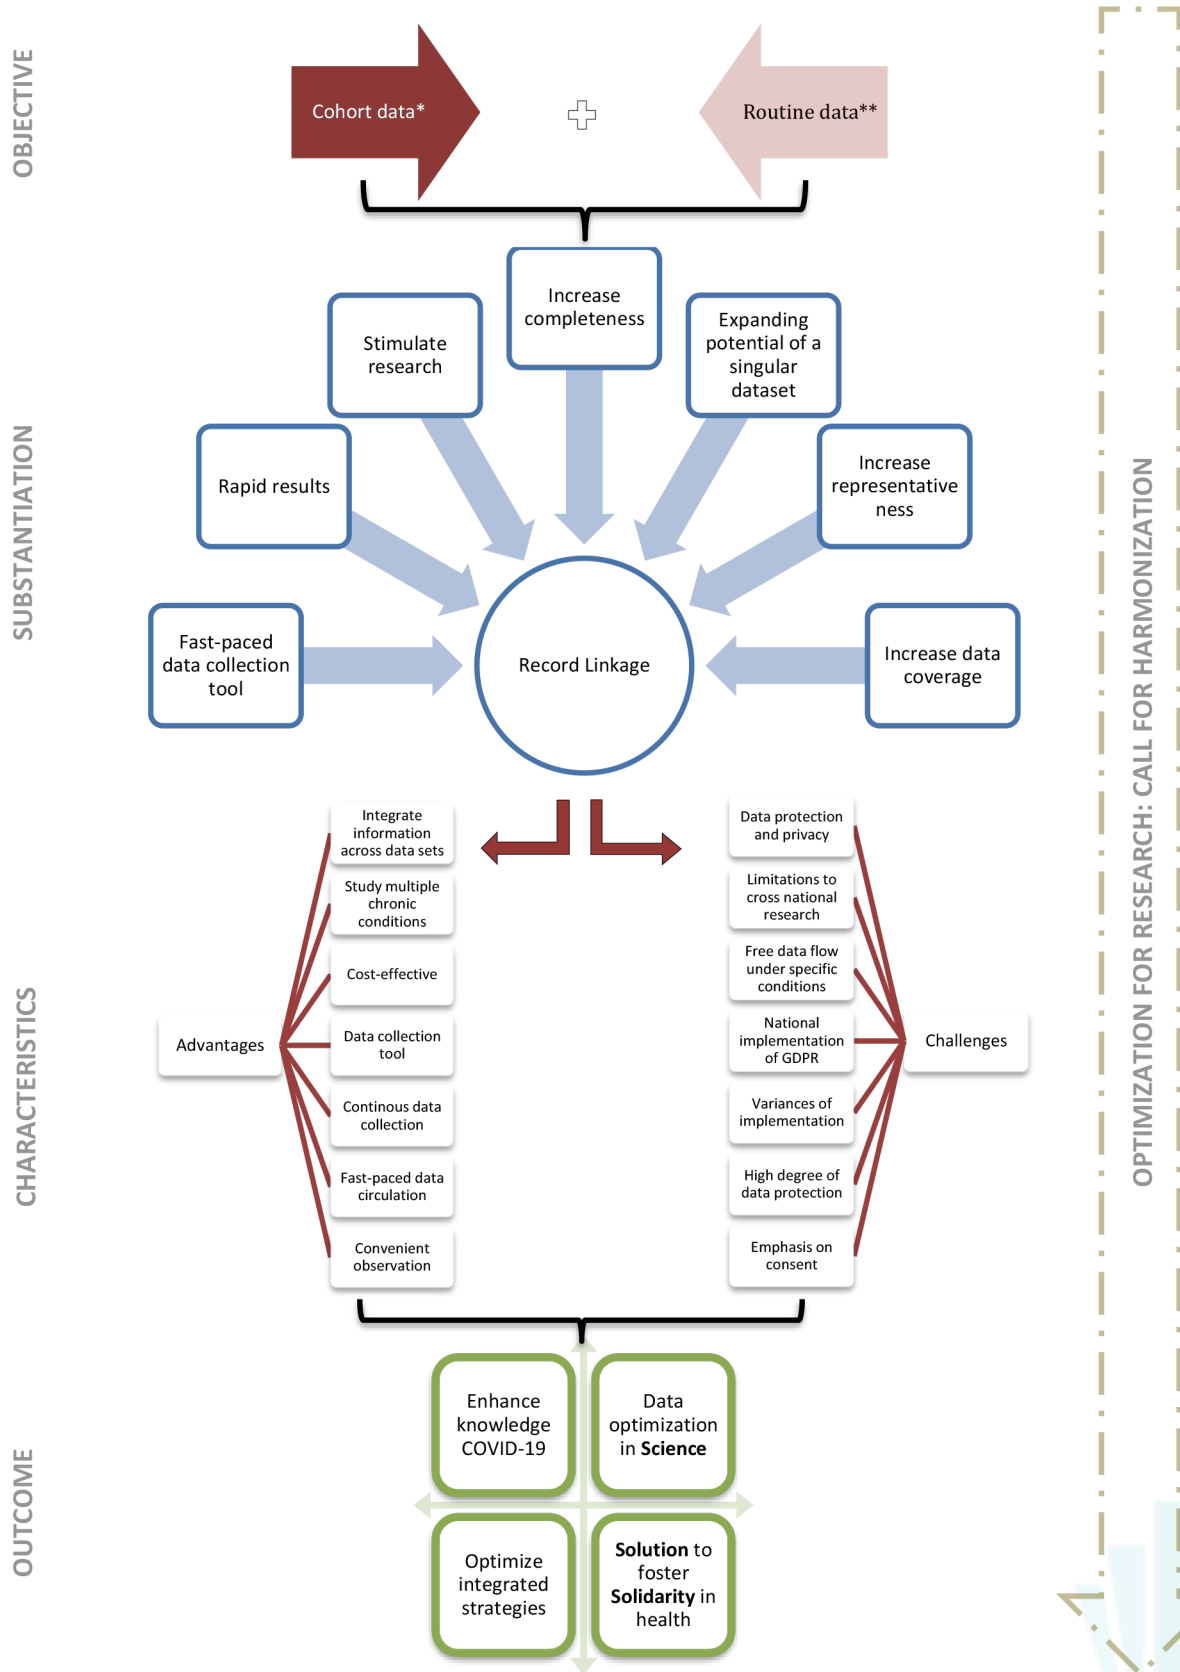 OBJECTIVE
Cohort data*
Routine data**
SUBSTANTIATION
Increase
completeness
Stimulate
research
Expanding
potential of a
singular
dataset
Rapid results
Increase
representative
ness
Fast-paced
data collection
tool
Record Linkage
Increase data
coverage
CHARACTERISTICS
Advantages
Integrate
information
across data sets
Study multiple
chronic
conditions
Cost-effective
Data collection
tool
Continous data
collection
Fast-paced data
circulation
Convenient
observation
Data protection
and privacy
Limitations to
cross national
research
Free data flow
under specific
conditions
National
implementation
of GDPR
Variances of
implementation
High degree of
data protection
Emphasis on
consent
Challenges
OUTCOME
Enhance
knowledge
COVID-19
Data
optimization
in Science
Optimize
integrated
strategies
Solution to
foster
Solidarity in
health
OPTIMIZATION FOR RESEARCH: CALL FOR HARMONIZATION